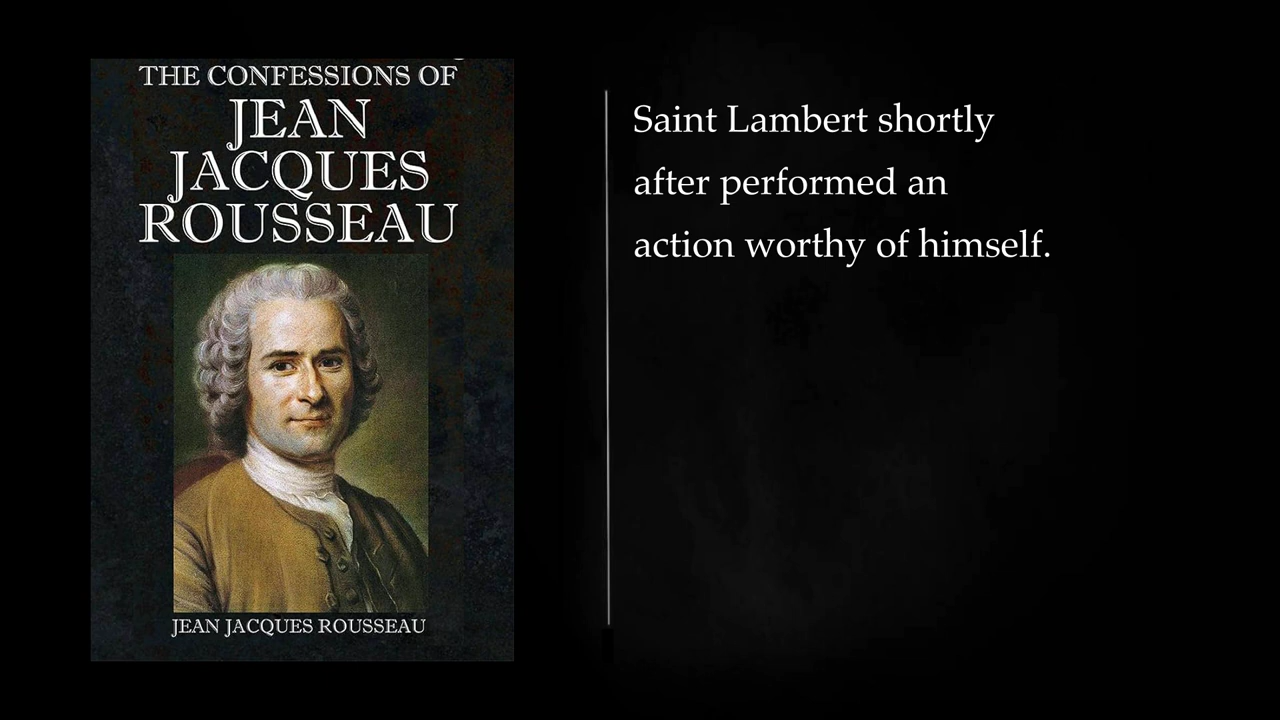 THE CONFESSIONS OF
JEAN
JACQUES
ROUSSEAU
JEAN JACQUES ROUSSEAU
Saint Lambert shortly
after performed an
action worthy of himself.